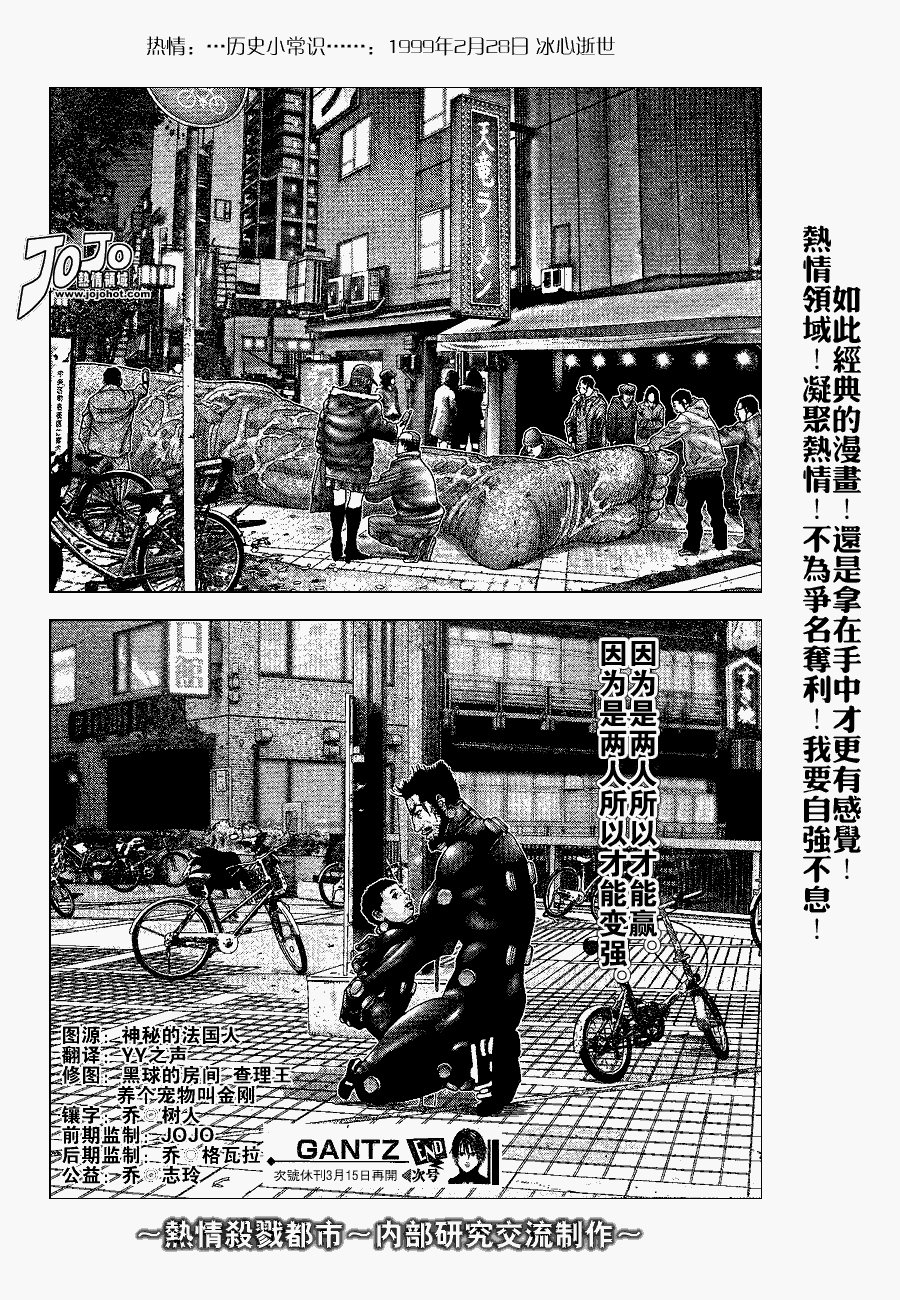 热情：…历史小常识……：1999年2月28日 冰心逝世
天竜ラーメン
JOJO
熱情領域
www.jojohot.com
如此經典的漫畫！還是拿在手中才更有感覺！
熱情領域！凝聚熱情！不為爭名奪利！我要自強不息！
因为是两人所以才能赢。
因为是两人所以才能变强。
图源：神秘的法国人
翻译：YY之声
修图：黑球的房间 查理王
养个宠物叫金刚
镶字：乔◎树人
前期监制：JOJO
后期监制：乔◎格瓦拉
公益：乔◎志玲
GANTZ END
次號休刊3月15日再開 次号
～熱情殺戮都市～内部研究交流制作～